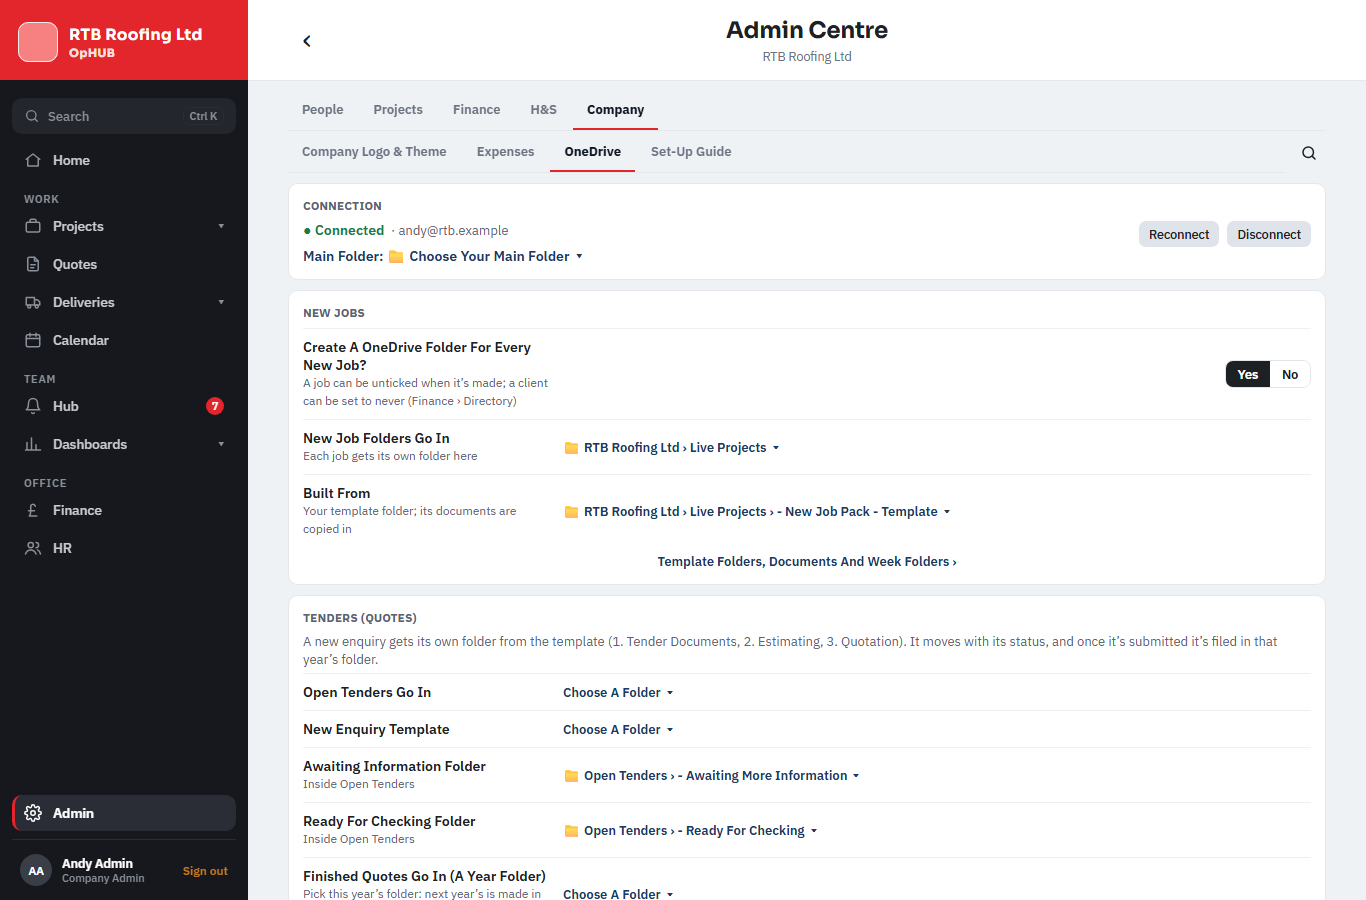 RTB Roofing Ltd
OpHUB
Search
Ctrl K
Home
WORK
Projects
Quotes
Deliveries
Calendar
TEAM
Hub
7
Dashboards
OFFICE
£ Finance
HR
Admin
AA
Andy Admin
Company Admin
Sign out
Admin Centre
RTB Roofing Ltd
People
Projects
Finance
H&S
Company
Company Logo & Theme
Expenses
OneDrive
Set-Up Guide
CONNECTION
● Connected · andy@rtb.example
Reconnect
Disconnect
Main Folder: Choose Your Main Folder
NEW JOBS
Create A OneDrive Folder For Every
New Job?
A job can be unticked when it’s made; a client
can be set to never (Finance › Directory)
Yes
No
New Job Folders Go In
Each job gets its own folder here
RTB Roofing Ltd › Live Projects
Built From
Your template folder; its documents are
copied in
RTB Roofing Ltd › Live Projects › - New Job Pack - Template
Template Folders, Documents And Week Folders ›
TENDERS (QUOTES)
A new enquiry gets its own folder from the template (1. Tender Documents, 2. Estimating, 3. Quotation). It moves with its status, and once it’s submitted it’s filed in that
year’s folder.
Open Tenders Go In
Choose A Folder
New Enquiry Template
Choose A Folder
Awaiting Information Folder
Inside Open Tenders
Open Tenders › - Awaiting More Information
Ready For Checking Folder
Inside Open Tenders
Open Tenders › - Ready For Checking
Finished Quotes Go In (A Year Folder)
Pick this year’s folder: next year’s is made in
Choose A Folder